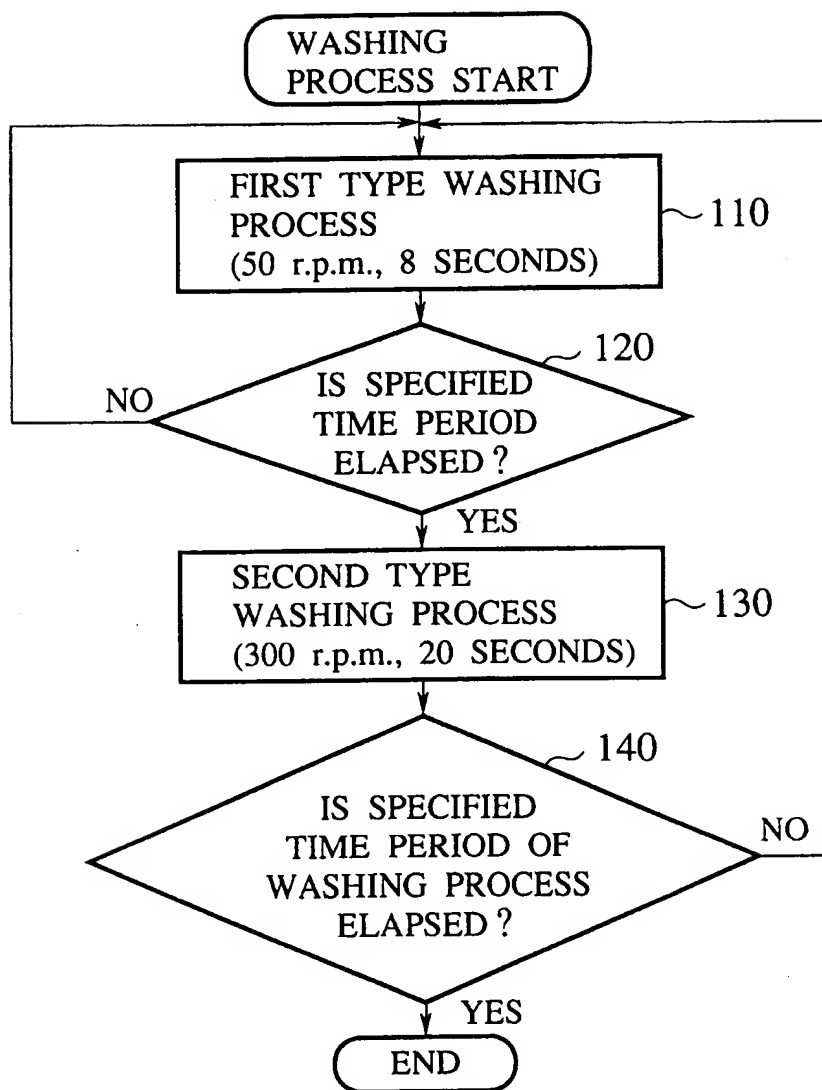 WASHING
PROCESS START
FIRST TYPE WASHING
PROCESS
(50 r.p.m., 8 SECONDS)
110
120
IS SPECIFIED
TIME PERIOD
ELAPSED?
NO
YES
SECOND TYPE
WASHING PROCESS
(300 r.p.m., 20 SECONDS)
130
140
IS SPECIFIED
TIME PERIOD OF
WASHING PROCESS
ELAPSED?
NO
YES
END